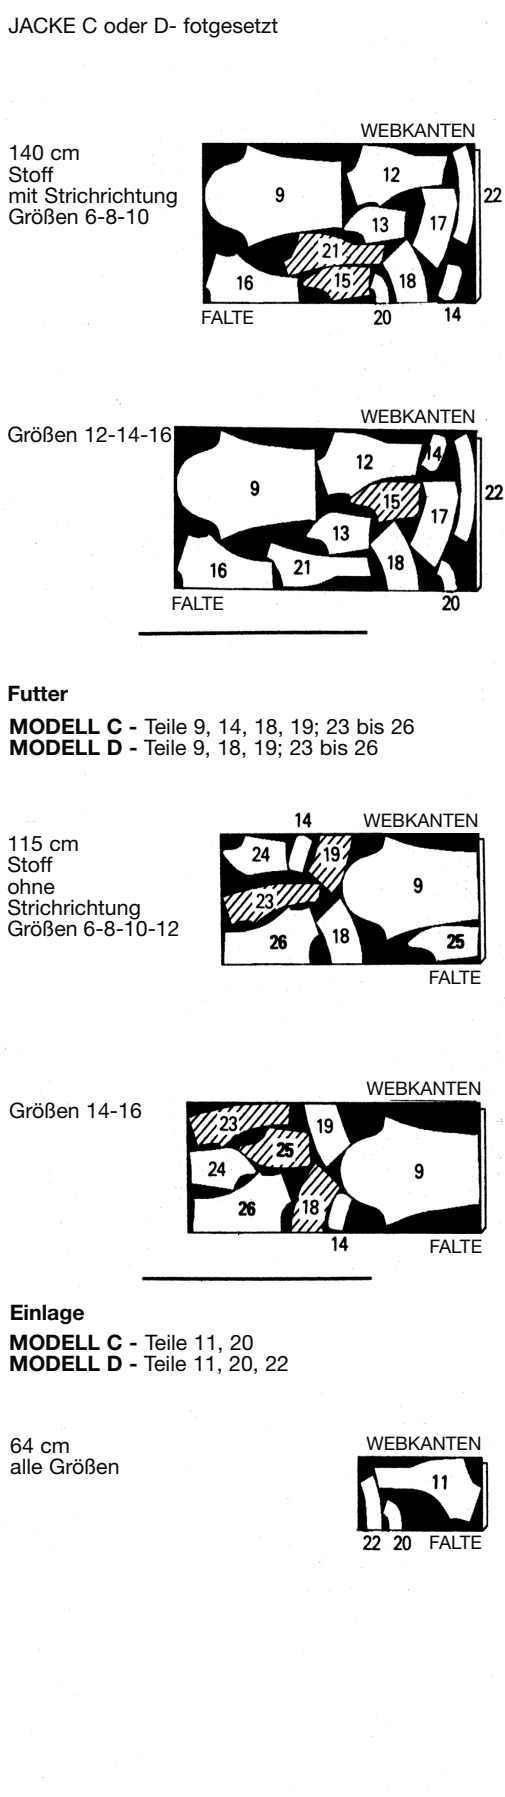 JACKE C oder D- fotgesetzt
WEBKANTEN
140 cm
Stoff
mit Strichrichtung
Größen 6-8-10
9
12
22
13
17
21
16
15
18
FALTE
20
14
WEBKANTEN
Größen 12-14-16
12
14
9
15
22
17
13
16
21
18
FALTE
20
Futter
MODELL C - Teile 9, 14, 18, 19; 23 bis 26
MODELL D - Teile 9, 18, 19; 23 bis 26
14
WEBKANTEN
115 cm
Stoff
ohne
Strichrichtung
Größen 6-8-10-12
24
19
9
23
26
18
25
FALTE
WEBKANTEN
Größen 14-16
23
19
25
24
9
26
18
14
FALTE
Einlage
MODELL C - Teile 11, 20
MODELL D - Teile 11, 20, 22
64 cm
alle Größen
WEBKANTEN
11
22
20
FALTE